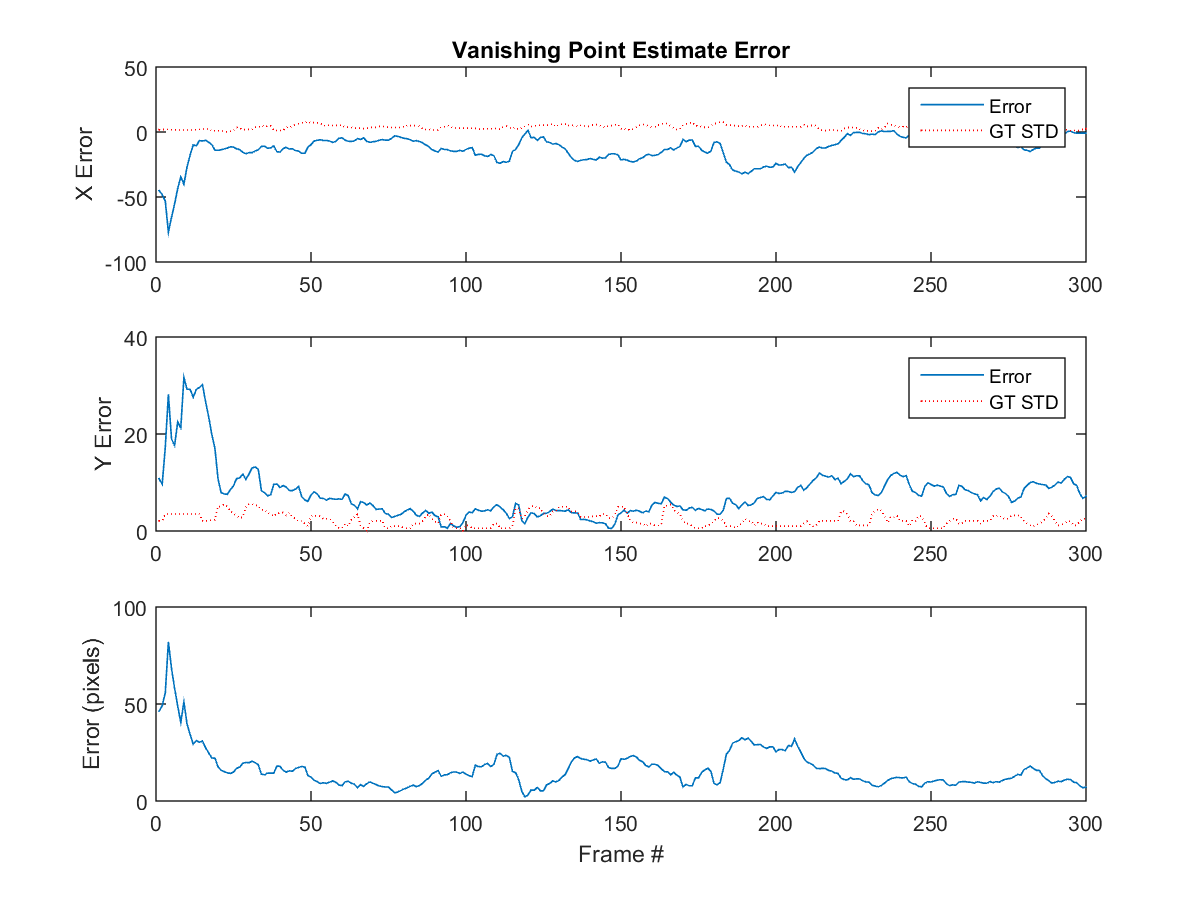 Vanishing Point Estimate Error
50
0
-50
-100
X Error
Error
GT STD
0 50 100 150 200 250 300
40
20
0
Y Error
Error
GT STD
0 50 100 150 200 250 300
100
50
0
Error (pixels)
0 50 100 150 200 250 300
Frame #